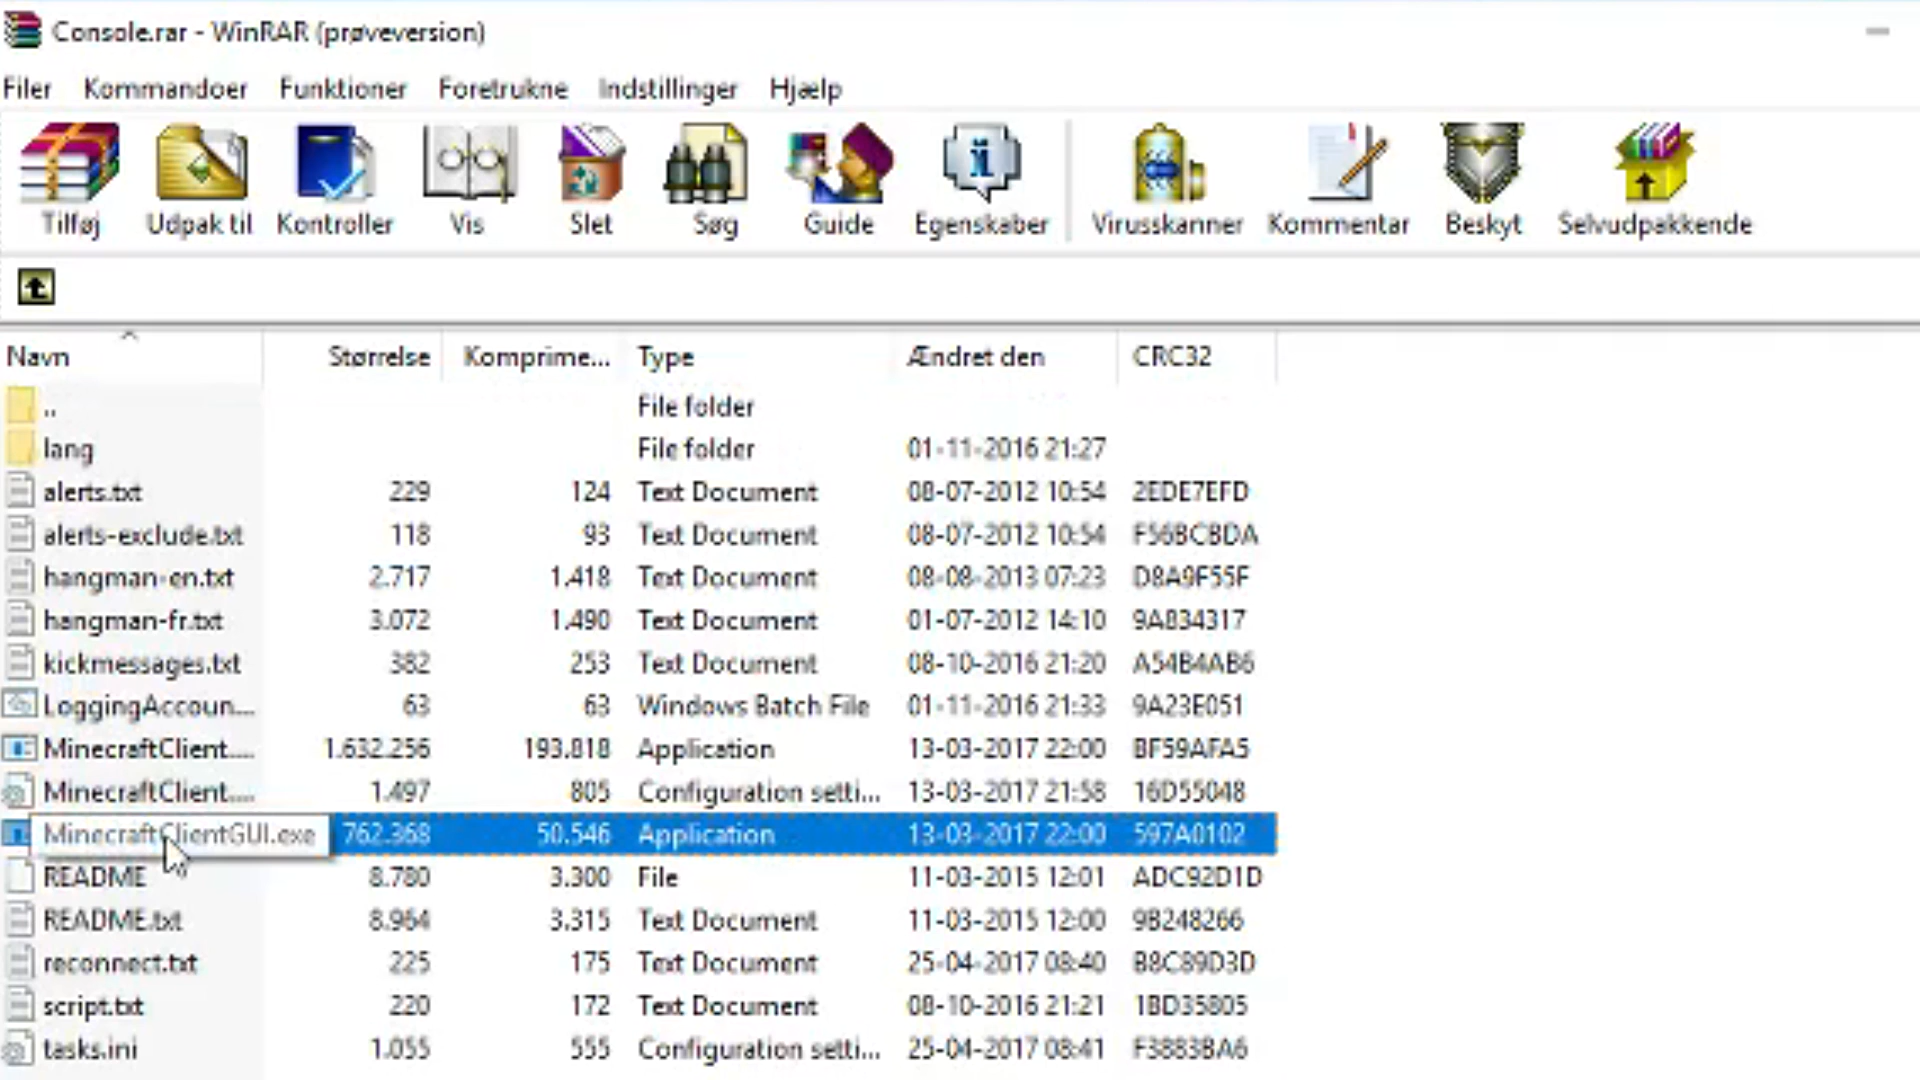 Console.rar - WinRAR (prøveversion)
Filer Kommandoer Funktioner Foretrukne Indstillinger Hjælp
Tilføj Udpak til Kontroller Vis Slet Søg Guide Egenskaber Virusskanner Kommentar Beskyt Selvudpakkende
Navn Størrelse Komprime... Type Ændret den CRC32
.. File folder
lang File folder 01-11-2016 21:27
alerts.txt 229 124 Text Document 08-07-2012 10:54 2EDE7EFD
alerts-exclude.txt 118 93 Text Document 08-07-2012 10:54 F56BCBDA
hangman-en.txt 2.717 1.418 Text Document 08-08-2013 07:23 D8A9F55F
hangman-fr.txt 3.072 1.490 Text Document 01-07-2012 14:10 9A834317
kickmessages.txt 382 253 Text Document 08-10-2016 21:20 A54B4AB6
LoggingAccoun... 63 63 Windows Batch File 01-11-2016 21:33 9A23E051
MinecraftClient.... 1.632.256 193.818 Application 13-03-2017 22:00 BF59AFA5
MinecraftClient.... 1.497 805 Configuration setti... 13-03-2017 21:58 16D55048
MinecraftClientGUI.exe 762.368 50.546 Application 13-03-2017 22:00 597A0102
README 8.780 3.300 File 11-03-2015 12:01 ADC92D1D
README.txt 8.964 3.315 Text Document 11-03-2015 12:00 9B248266
reconnect.txt 225 175 Text Document 25-04-2017 08:40 B8C89D3D
script.txt 220 172 Text Document 08-10-2016 21:21 1BD35805
tasks.ini 1.055 555 Configuration setti... 25-04-2017 08:41 F3883BA6